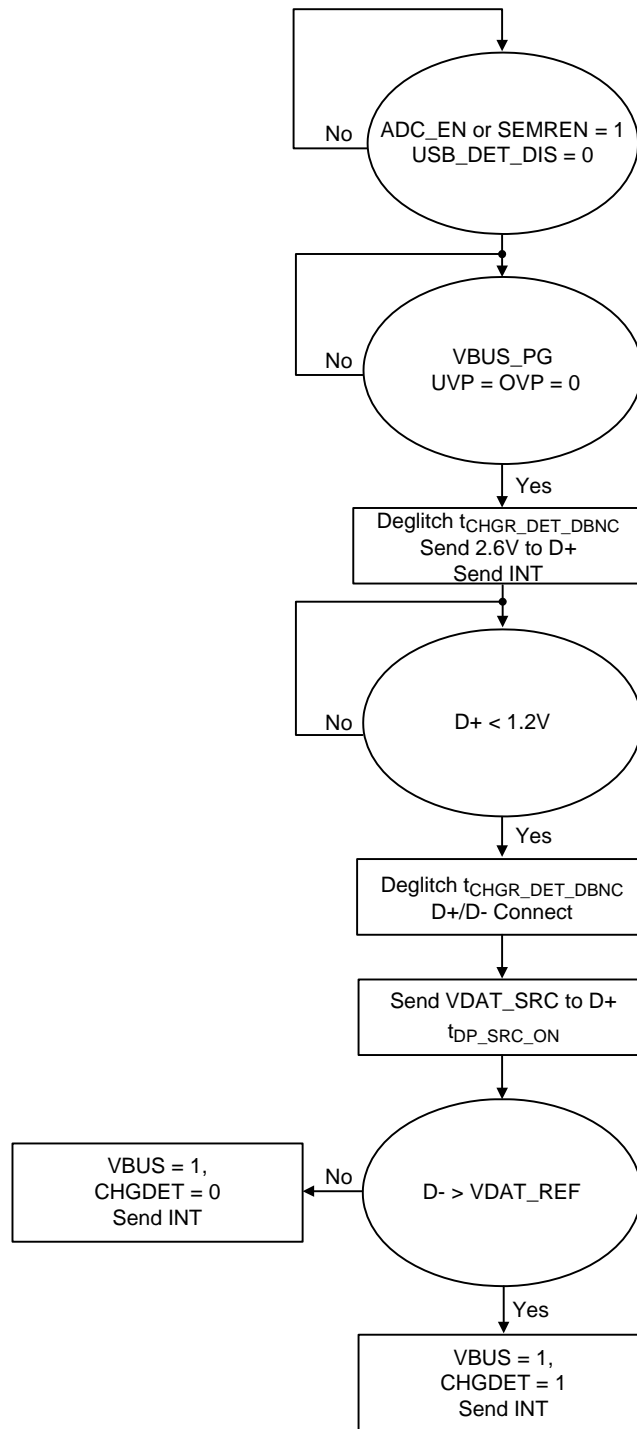 No
ADC_EN or SEMREN = 1
USB_DET_DIS = 0
No
VBUS_PG
UVP = OVP = 0
Yes
Deglitch tCHGR_DET_DBNC
Send 2.6V to D+
Send INT
No
D+ < 1.2V
Yes
Deglitch tCHGR_DET_DBNC
D+/D- Connect
Send VDAT_SRC to D+
tDP_SRC_ON
VBUS = 1,
CHGDET = 0
Send INT
No
D- > VDAT_REF
Yes
VBUS = 1,
CHGDET = 1
Send INT